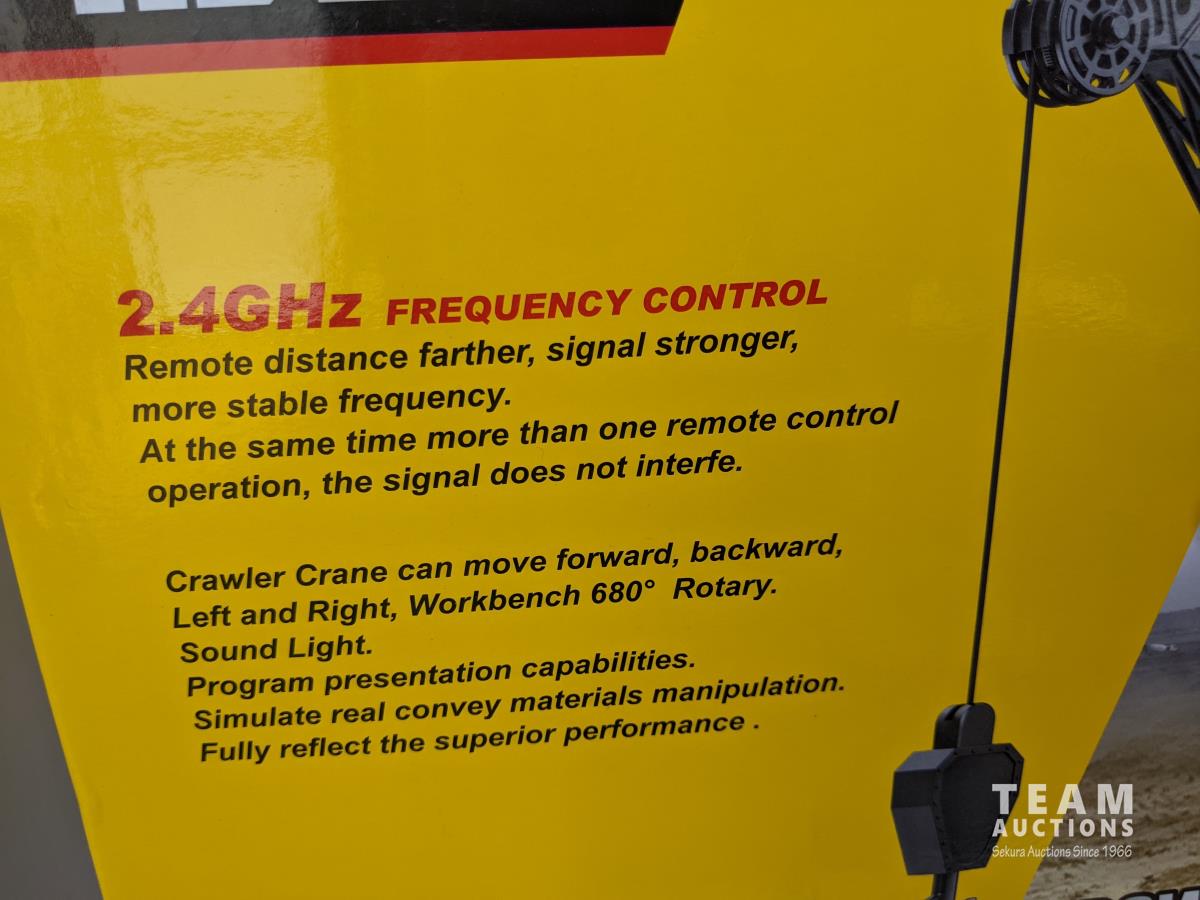 2.4GHz FREQUENCY CONTROL
Remote distance farther, signal stronger,
more stable frequency.
At the same time more than one remote control
operation, the signal does not interfe.
Crawler Crane can move forward, backward,
Left and Right, Workbench 680° Rotary.
Sound Light.
Program presentation capabilities.
Simulate real convey materials manipulation.
Fully reflect the superior performance .
TEAM
AUCTIONS
Sekura Auctions Since 1966